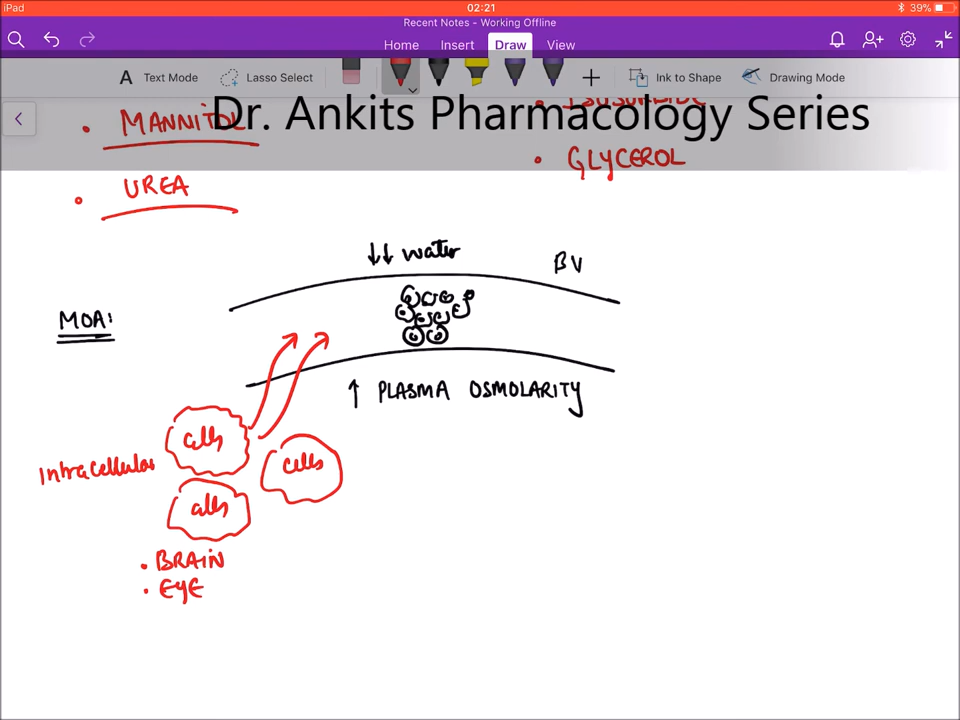 iPad
02:21
39%
Recent Notes - Working Offline
Home
Insert
Draw
View
Text Mode
Lasso Select
Ink to Shape
Drawing Mode
Dr. Ankits Pharmacology Series
• MANNITOL
• GLYCEROL
• UREA
↓↓ water
BV
MOA:
↑ PLASMA OSMOLARITY
cells
cells
Intracellular
cells
• BRAIN
• EYE